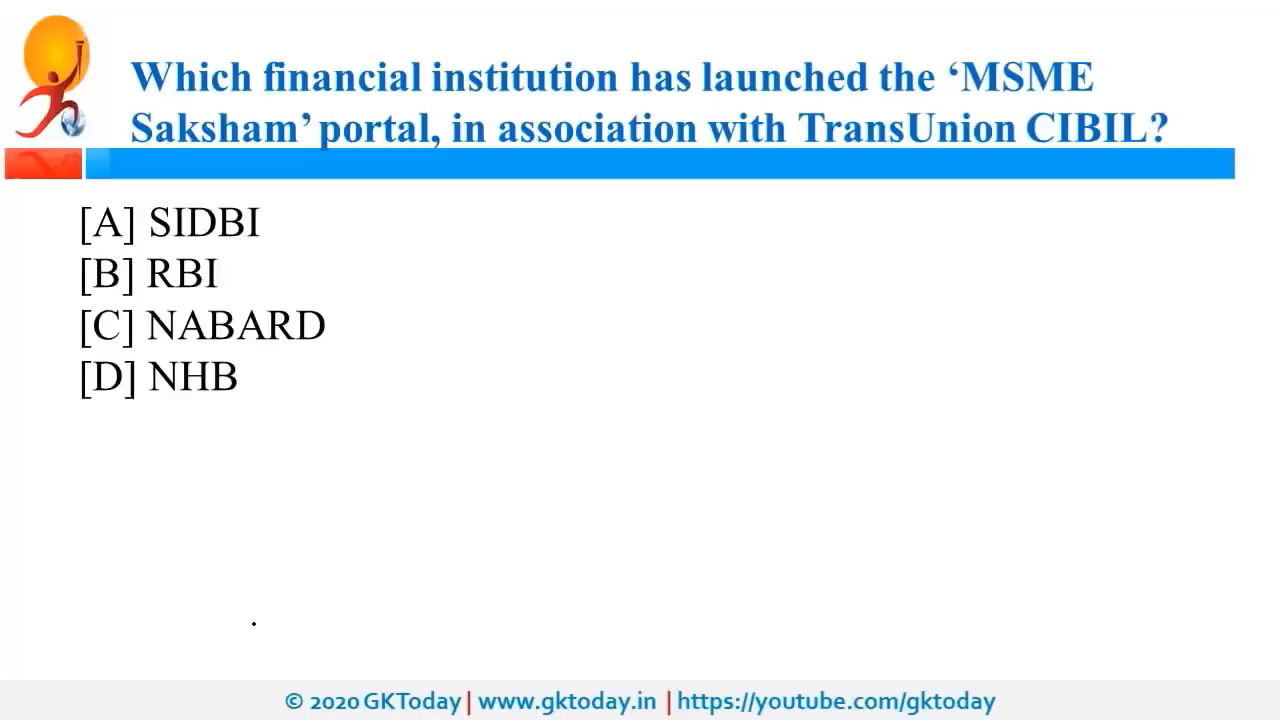 Which financial institution has launched the ‘MSME
Saksham’ portal, in association with TransUnion CIBIL?
[A] SIDBI
[B] RBI
[C] NABARD
[D] NHB
© 2020 GKToday | www.gktoday.in | https://youtube.com/gktoday